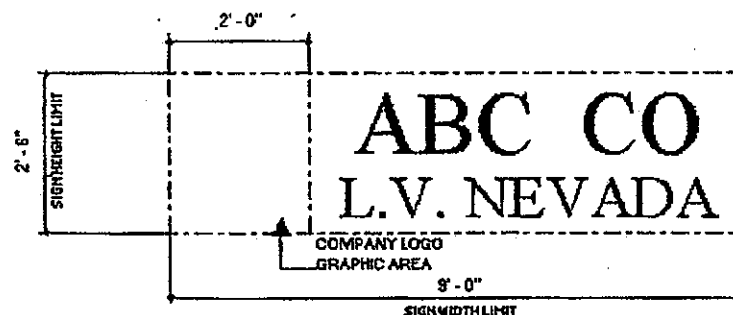 2'-0"
2'-6"
SIGN HEIGHT LIMIT
ABC CO
L.V. NEVADA
COMPANY LOGO
GRAPHIC AREA
9'-0"
SIGN WIDTH LIMIT